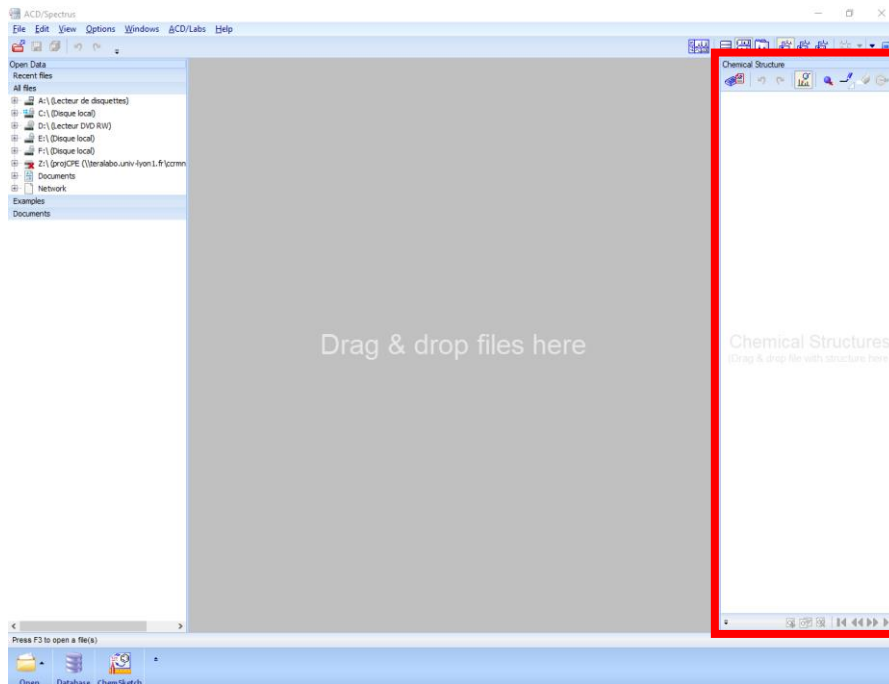 ACD/Spectrus
File Edit View Options Windows ACD/Labs Help
Open Data
Recent files
All files
A:\ (Lecteur de disquettes)
C:\ (Disque local)
D:\ (Lecteur DVD RW)
E:\ (Disque local)
F:\ (Disque local)
Z:\ (projCPE (\\teralabo.univ-lyon1.fr\ccrmn
Documents
Network
Examples
Documents
Drag & drop files here
Chemical Structure
Chemical Structures
(Drag & drop file with structure here
Press F3 to open a file(s)
Open Database ChemSketch